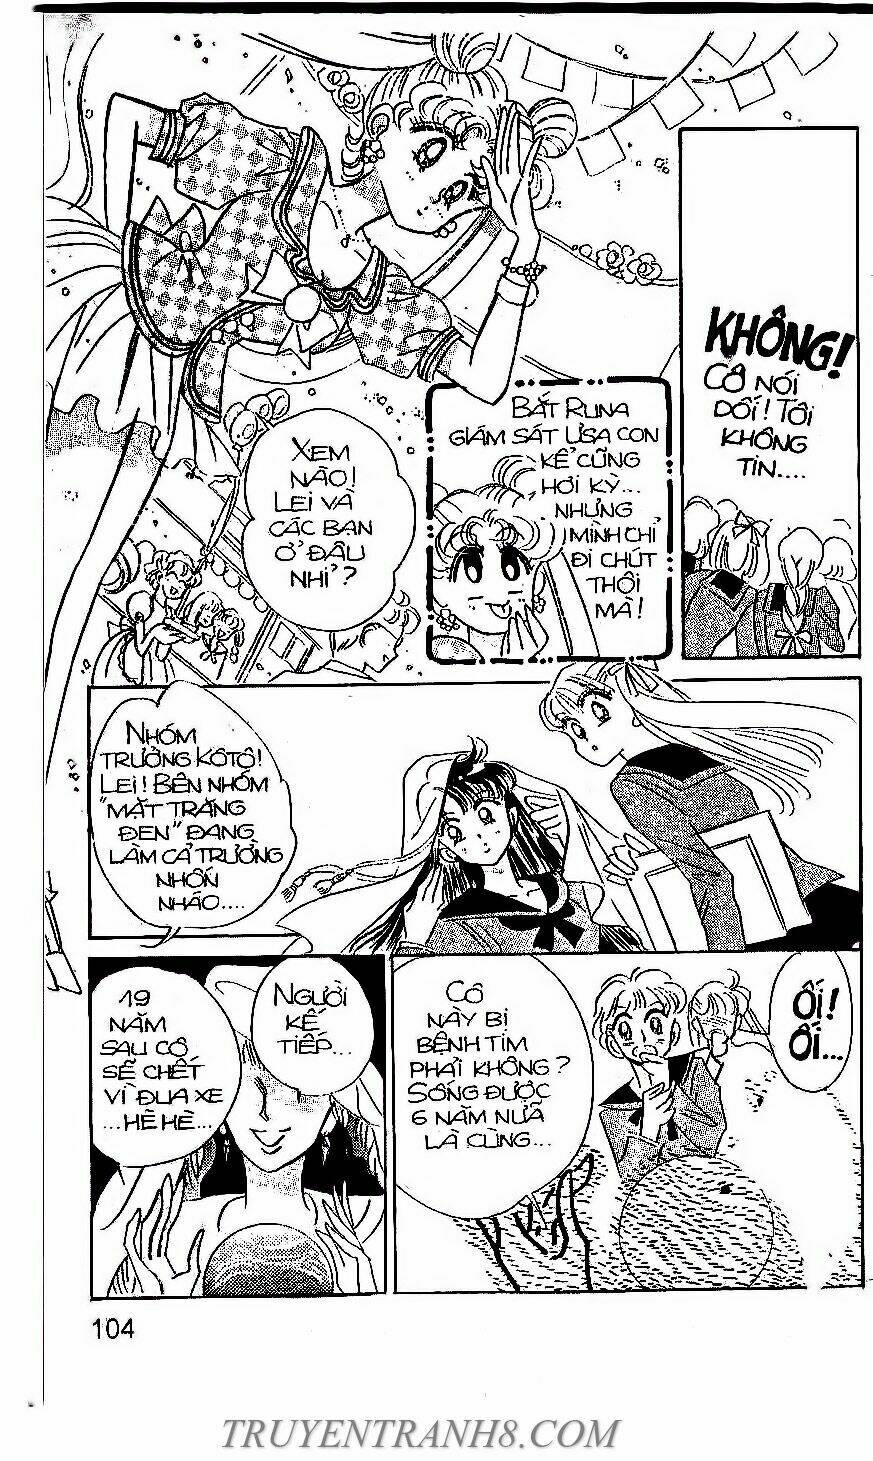 XEM
NÀO!
LEI VÀ
CÁC BẠN
Ở ĐÂU
NHỈ?
BẮT RUNA
GIÁM SÁT USA CON
KỂ CŨNG
HƠI KỲ...
NHƯNG
MÌNH CHỈ
ĐI CHÚT
THÔI
MÀ!
KHÔNG!
CÔ NÓI
DỐI! TÔI
KHÔNG
TIN....
NHÓM
TRƯỞNG KÔTÔ!
LEI! BÊN NHÓM
"MẶT TRĂNG
ĐEN" ĐANG
LÀM CẢ TRƯỜNG
NHỐN
NHÁO....
19
NĂM
SAU CÔ
SẼ CHẾT
VÌ ĐUA XE
...HÈ HÈ...
NGƯỜI
KẾ
TIẾP...
CÔ
NÀY BỊ
BỆNH TIM
PHẢI KHÔNG?
SỐNG ĐƯỢC
6 NĂM NỮA
LÀ CÙNG...
ỐI!
ỐI...
104
TRUYENTRANH8.COM